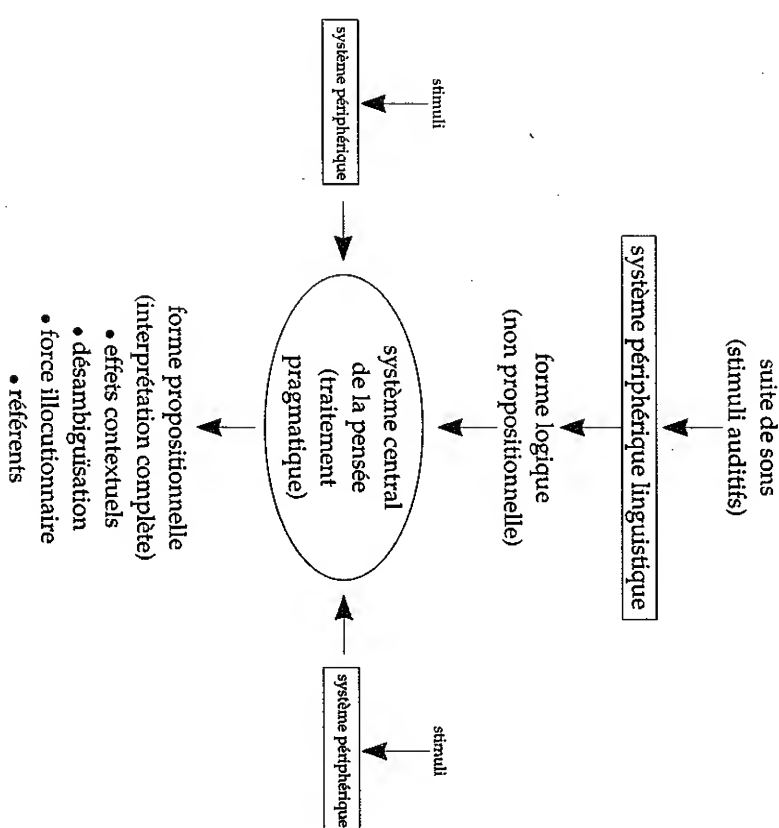 suite de sons
(stimuli auditifs)
système périphérique linguistique
forme logique
(non propositionnelle)
stimuli
système périphérique
système central
de la pensée
(traitement
pragmatique)
stimuli
système périphérique
forme propositionnelle
(interprétation complète)
• effets contextuels
• désambiguïsation
• force illocutionnaire
• référents